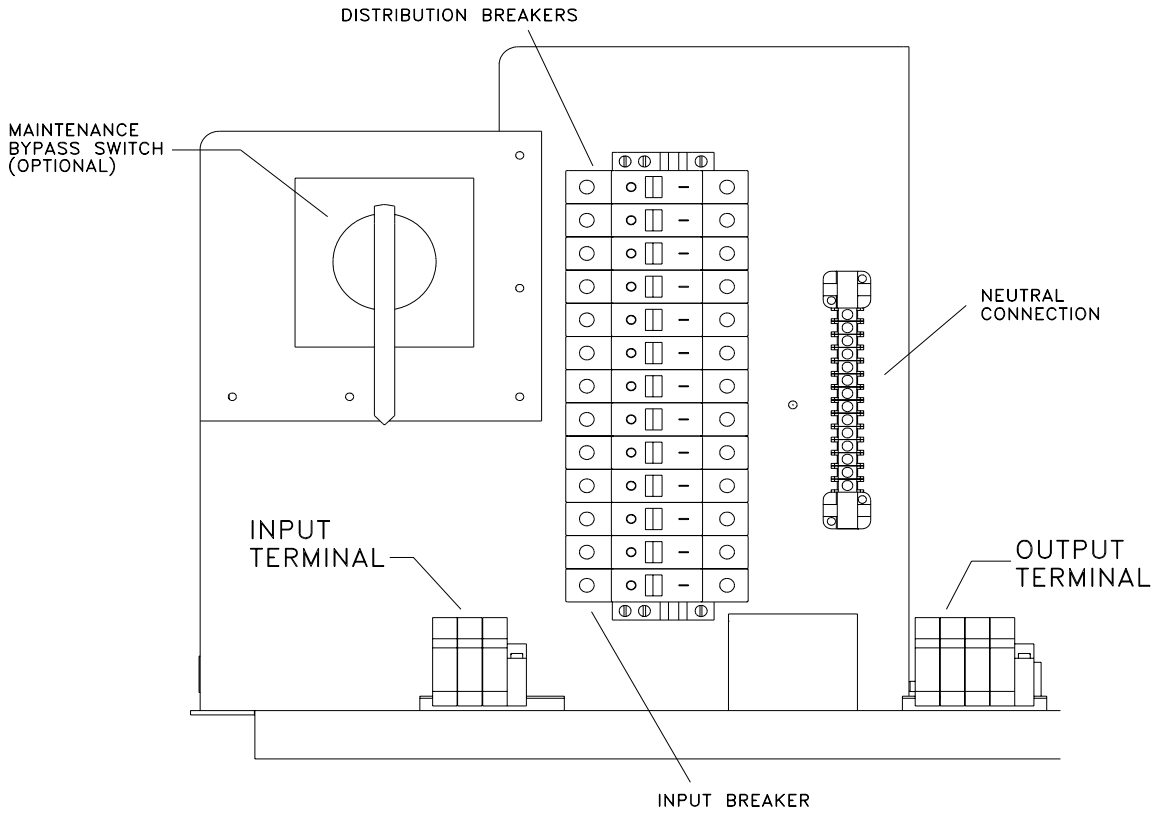 DISTRIBUTION BREAKERS
MAINTENANCE
BYPASS SWITCH
(OPTIONAL)
NEUTRAL
CONNECTION
INPUT
TERMINAL
OUTPUT
TERMINAL
INPUT BREAKER